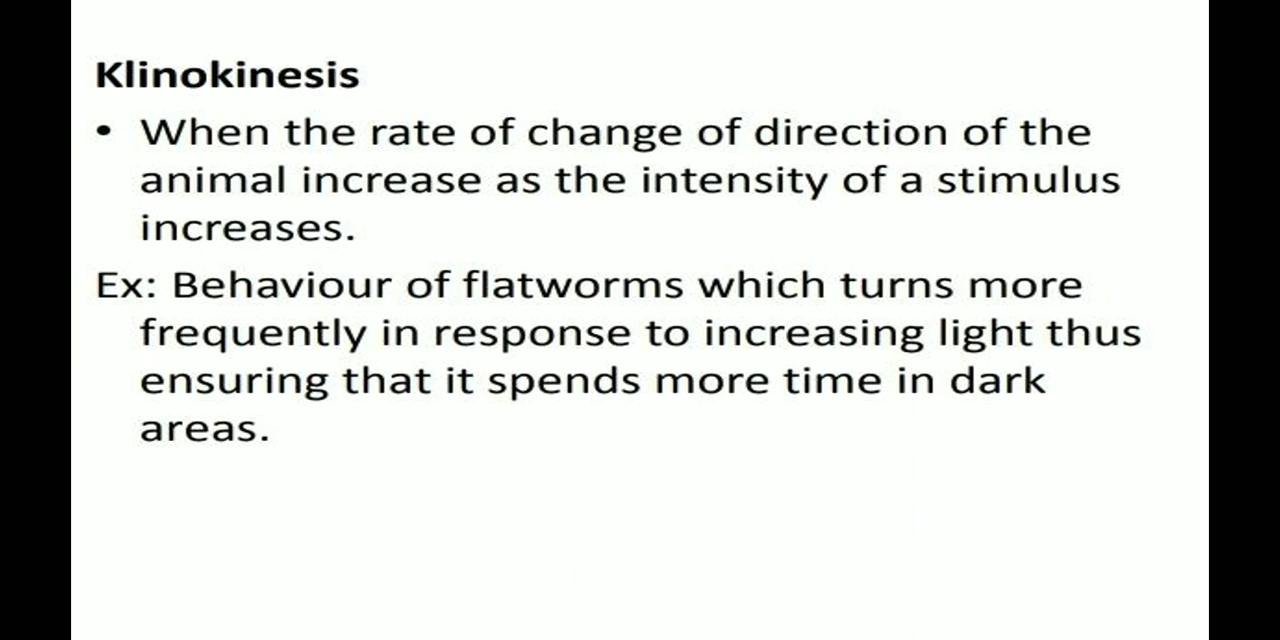 Klinokinesis
• When the rate of change of direction of the
animal increase as the intensity of a stimulus
increases.
Ex: Behaviour of flatworms which turns more
frequently in response to increasing light thus
ensuring that it spends more time in dark
areas.